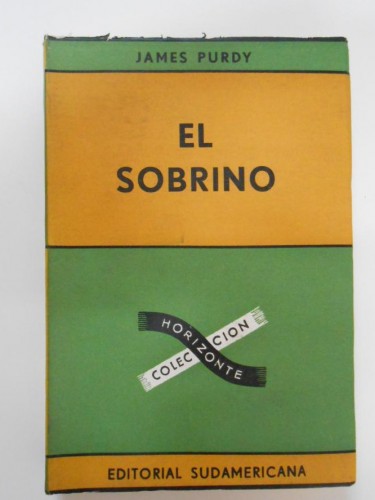 JAMES PURDY
EL
SOBRINO
COLECCION
HORIZONTE
EDITORIAL SUDAMERICANA